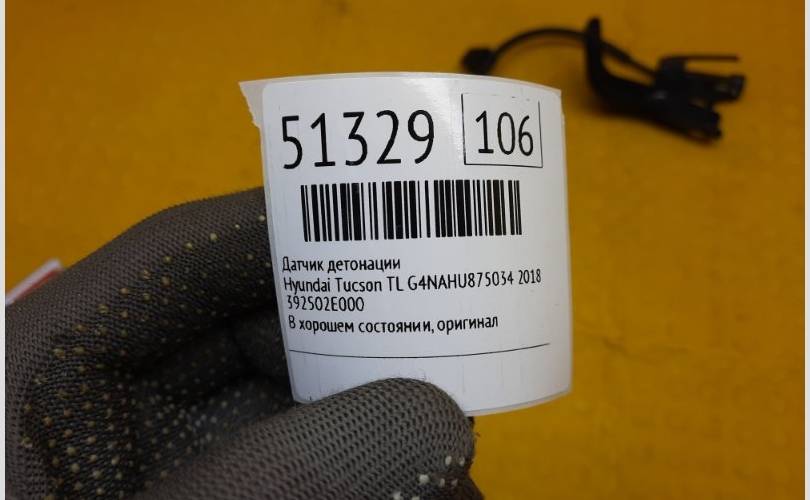 51329 106
Датчик детонации
Hyundai Tucson TL G4NAHU875034 2018
392502E000
В хорошем состоянии, оригинал